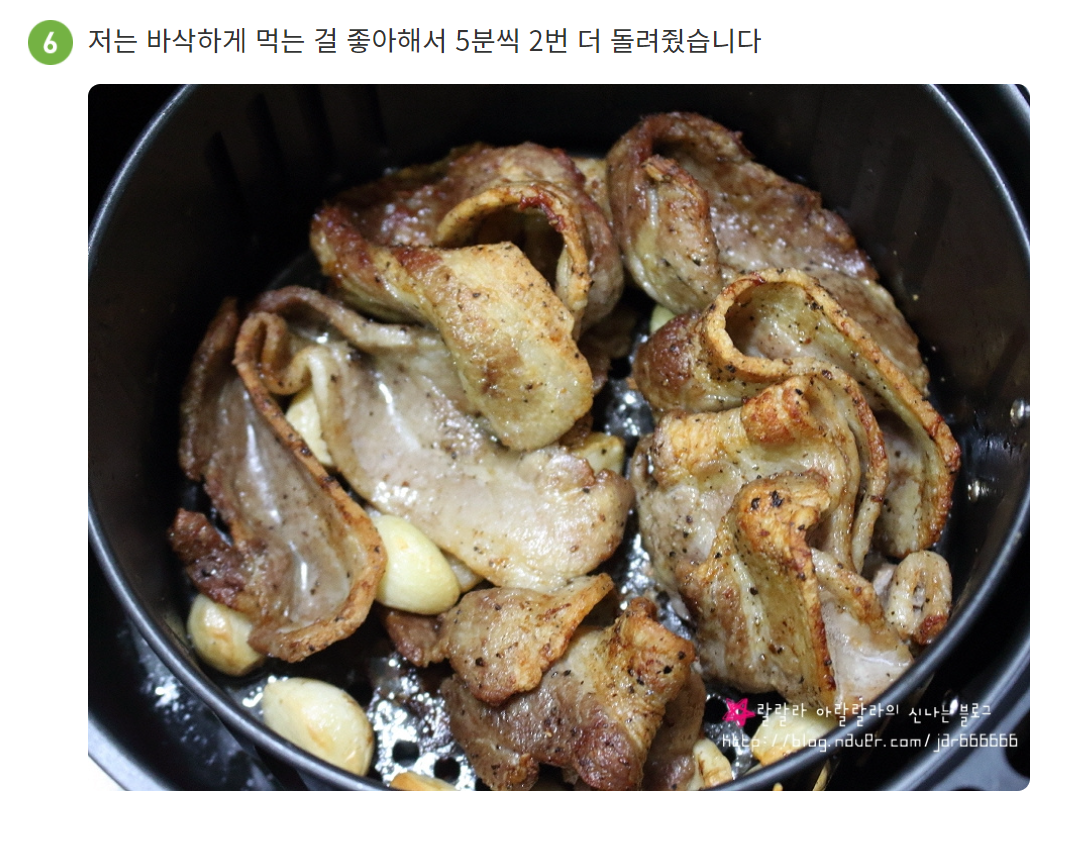 6 저는 바삭하게 먹는 걸 좋아해서 5분씩 2번 더 돌려줬습니다
랄랄라 아랄랄라의 신나는 블로그
http://blog.naver.com/jdr666666